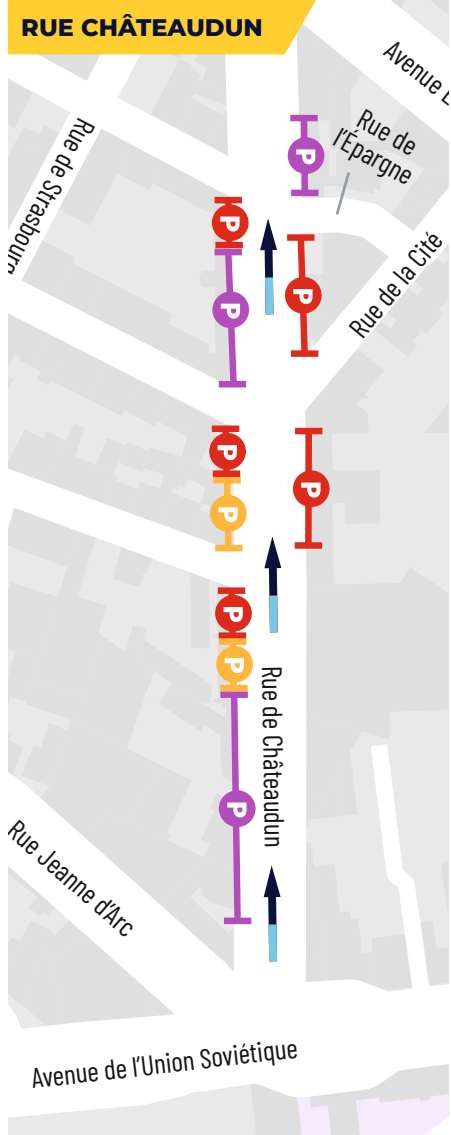 RUE CHÂTEAUDUN
Avenue
Rue de
l'Épargne
Rue de Strasbourg
P
P
P
P
Rue de la Cité
P
P
P
P
P
Rue de Châteaudun
P
Rue Jeanne d'Arc
Avenue de l'Union Soviétique